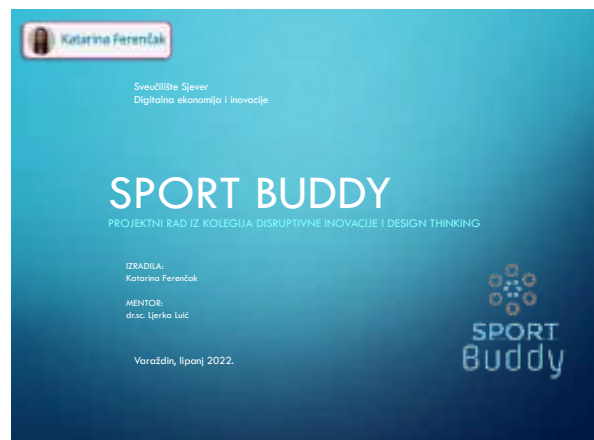 Katarina Ferenčak
Sveučilište Sjever
Digitalna ekonomija i inovacije
SPORT BUDDY
PROJEKTNI RAD IZ KOLEGIJA DISRUPTIVNE INOVACIJE I DESIGN THINKING
IZRADILA:
Katarina Ferenčak
MENTOR:
dr.sc. Ljerka Luić
Varaždin, lipanj 2022.
SPORT
Buddy